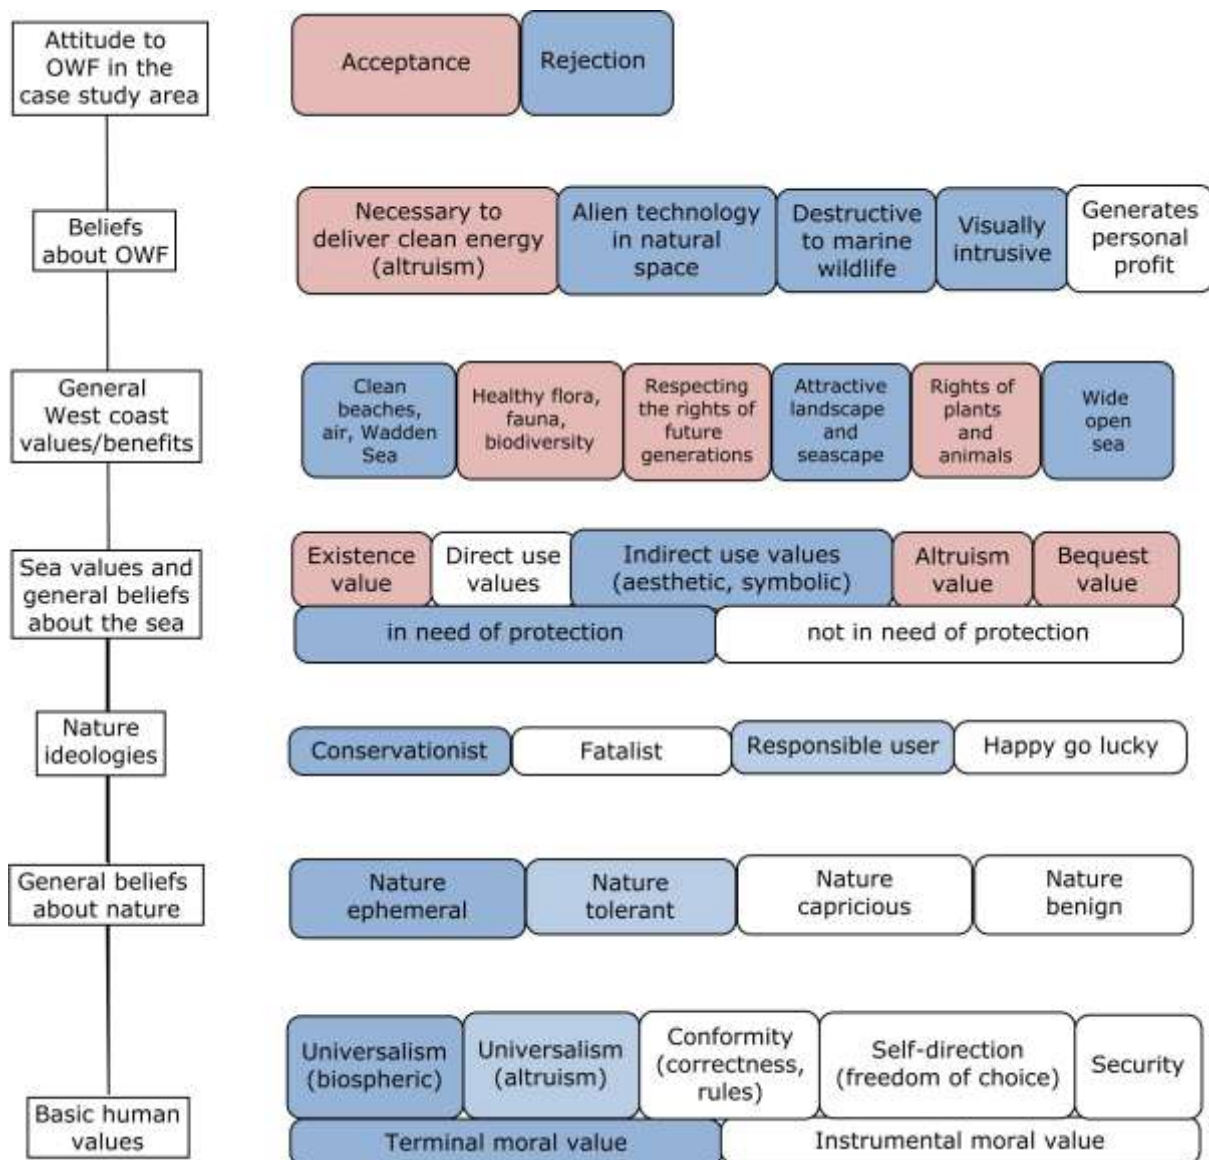 Attitude to
OWF in the
case study area
Acceptance
Rejection
Beliefs
about OWF
Necessary to
deliver clean energy
(altruism)
Alien technology
in natural
space
Destructive
to marine
wildlife
Visually
intrusive
Generates
personal
profit
General
West coast
values/benefits
Clean
beaches,
air, Wadden
Sea
Healthy flora,
fauna,
biodiversity
Respecting
the rights of
future
generations
Attractive
landscape
and
seascape
Rights of
plants
and
animals
Wide
open
sea
Sea values and
general beliefs
about the sea
Existence
value
Direct use
values
Indirect use values
(aesthetic, symbolic)
Altruism
value
Bequest
value
in need of protection
not in need of protection
Nature
ideologies
Conservationist
Fatalist
Responsible user
Happy go lucky
General beliefs
about nature
Nature
ephemeral
Nature
tolerant
Nature
capricious
Nature
benign
Basic human
values
Universalism
(biospheric)
Universalism
(altruism)
Conformity
(correctness,
rules)
Self-direction
(freedom of choice)
Security
Terminal moral value
Instrumental moral value